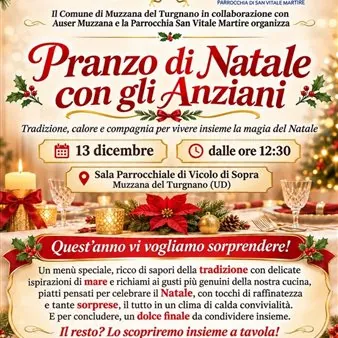 PARROCCHIA DI SAN VITALE MARTIRE
Il Comune di Muzzana del Turgnano in collaborazione con
Auser Muzzana e la Parrocchia San Vitale Martire organizza
Pranzo di Natale
con gli Anziani
Tradizione, calore e compagnia per vivere insieme la magia del Natale
13 dicembre
dalle ore 12:30
Sala Parrocchiale di Vicolo di Sopra
Muzzana del Turgnano (UD)
Quest'anno vi vogliamo sorprendere!
Un menù speciale, ricco di sapori della tradizione con delicate
ispirazioni di mare e richiami ai gusti più genuini della nostra cucina,
piatti pensati per celebrare il Natale, con tocchi di raffinatezza
e tante sorprese, il tutto in un clima di calda convivialità.
E per concludere, un dolce finale da condividere insieme.
Il resto? Lo scopriremo insieme a tavola!